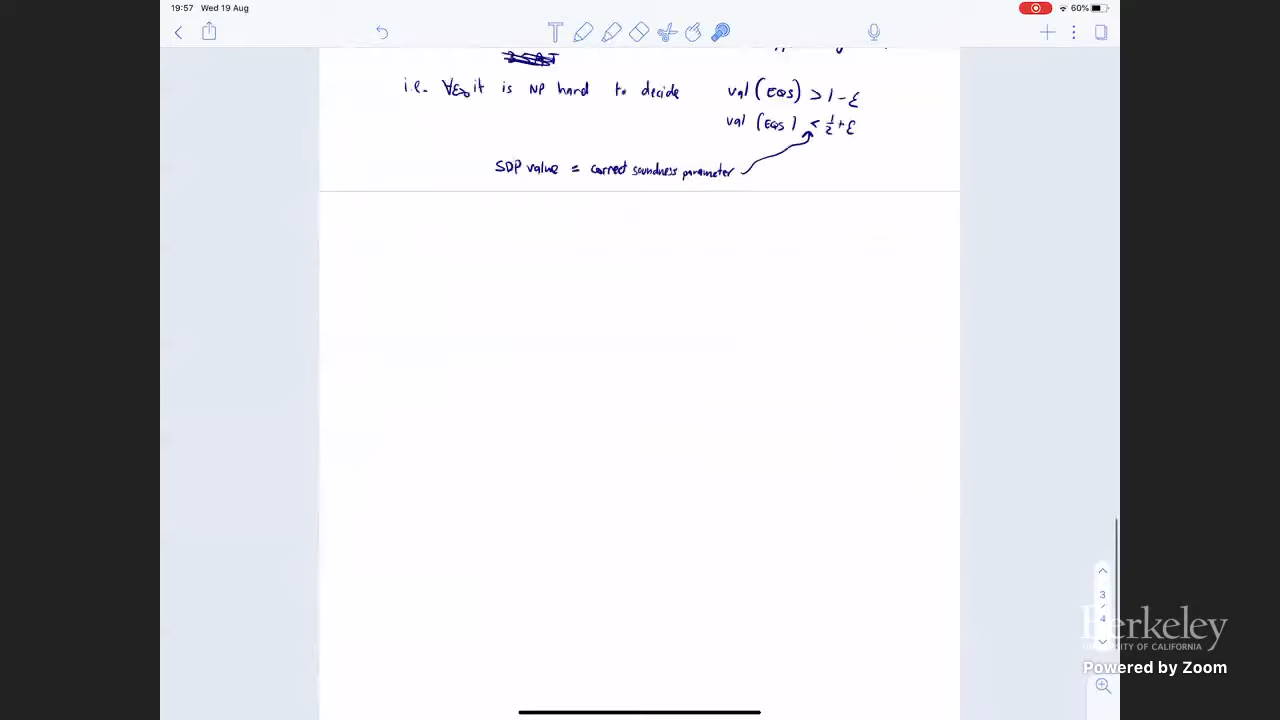 19:57 Wed 19 Aug
60%
i.e. ∀ε>0 it is NP hard to decide val (EQS) > 1 - ε
val (EQS) < 1/2 + ε
SDP value = correct soundness parameter
3
4
Berkeley
UNIVERSITY OF CALIFORNIA
Powered by Zoom